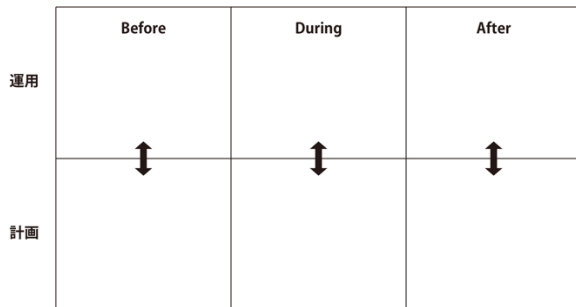 Before During After
運用
計画